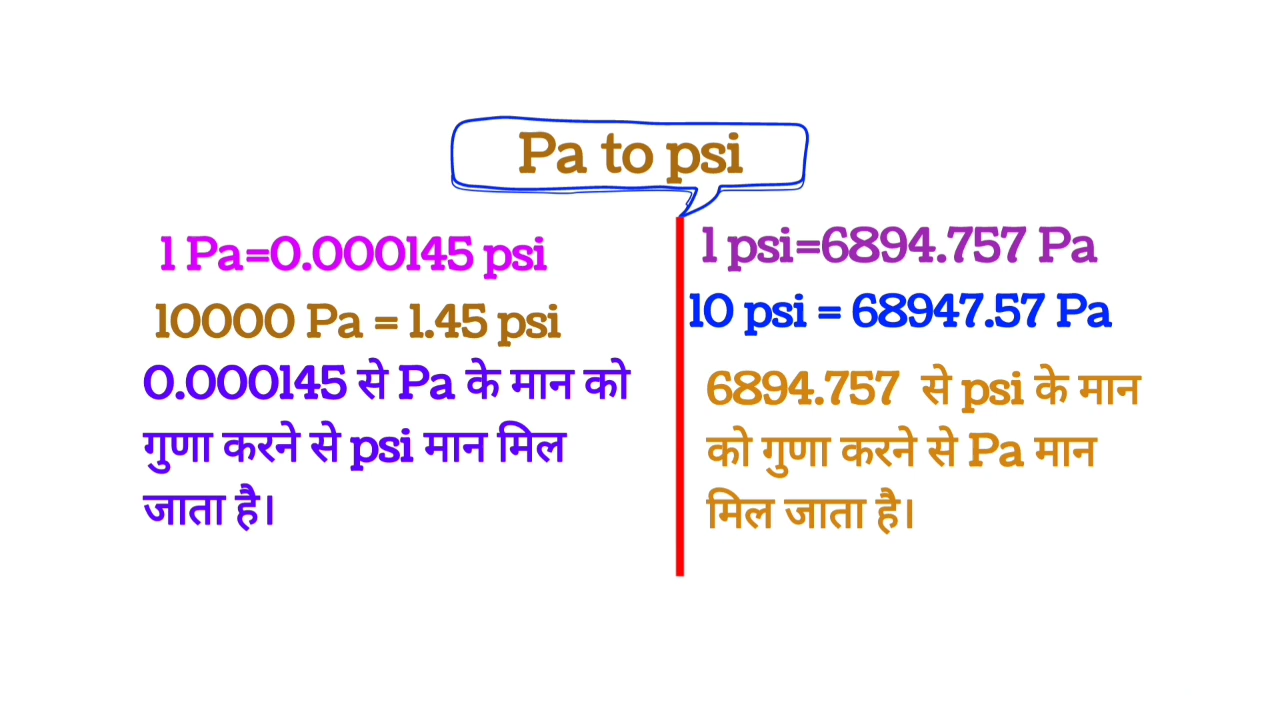 Pa to psi
1 Pa=0.000145 psi
10000 Pa = 1.45 psi
0.000145 से Pa के मान को
गुणा करने से psi मान मिल
जाता है।
1 psi=6894.757 Pa
10 psi = 68947.57 Pa
6894.757 से psi के मान
को गुणा करने से Pa मान
मिल जाता है।